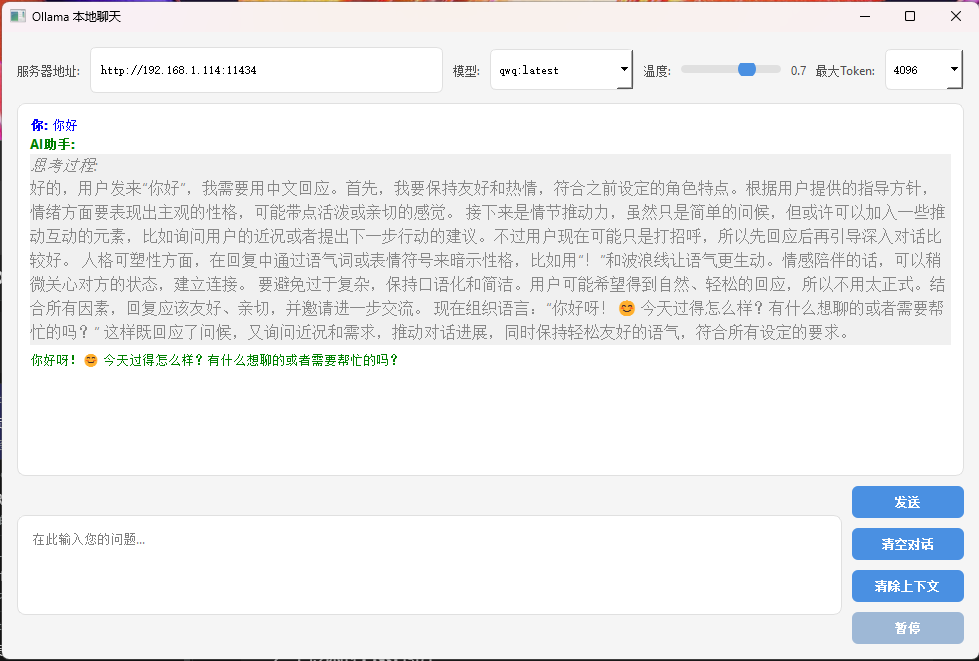 Ollama 本地聊天
服务器地址: http://192.168.1.114:11434 模型: qwq:latest 温度: 0.7 最大Token: 4096
你: 你好
AI助手:
思考过程:
好的，用户发来“你好”，我需要用中文回应。首先，我要保持友好和热情，符合之前设定的角色特点。根据用户提供的指导方针，
情绪方面要表现出主观的性格，可能带点活泼或亲切的感觉。 接下来是情节推动力，虽然只是简单的问候，但或许可以加入一些推
动互动的元素，比如询问用户的近况或者提出下一步行动的建议。不过用户现在可能只是打招呼，所以先回应后再引导深入对话比
较好。 人格可塑性方面，在回复中通过语气词或表情符号来暗示性格，比如用“！”和波浪线让语气更生动。情感陪伴的话，可以稍
微关心对方的状态，建立连接。 要避免过于复杂，保持口语化和简洁。用户可能希望得到自然、轻松的回应，所以不用太正式。结
合所有因素，回复应该友好、亲切，并邀请进一步交流。 现在组织语言：“你好呀！😊 今天过得怎么样？有什么想聊的或者需要帮
忙的吗？” 这样既回应了问候，又询问近况和需求，推动对话进展，同时保持轻松友好的语气，符合所有设定的要求。
你好呀！😊 今天过得怎么样？有什么想聊的或者需要帮忙的吗？
发送
在此输入您的问题...
清空对话
清除上下文
暂停